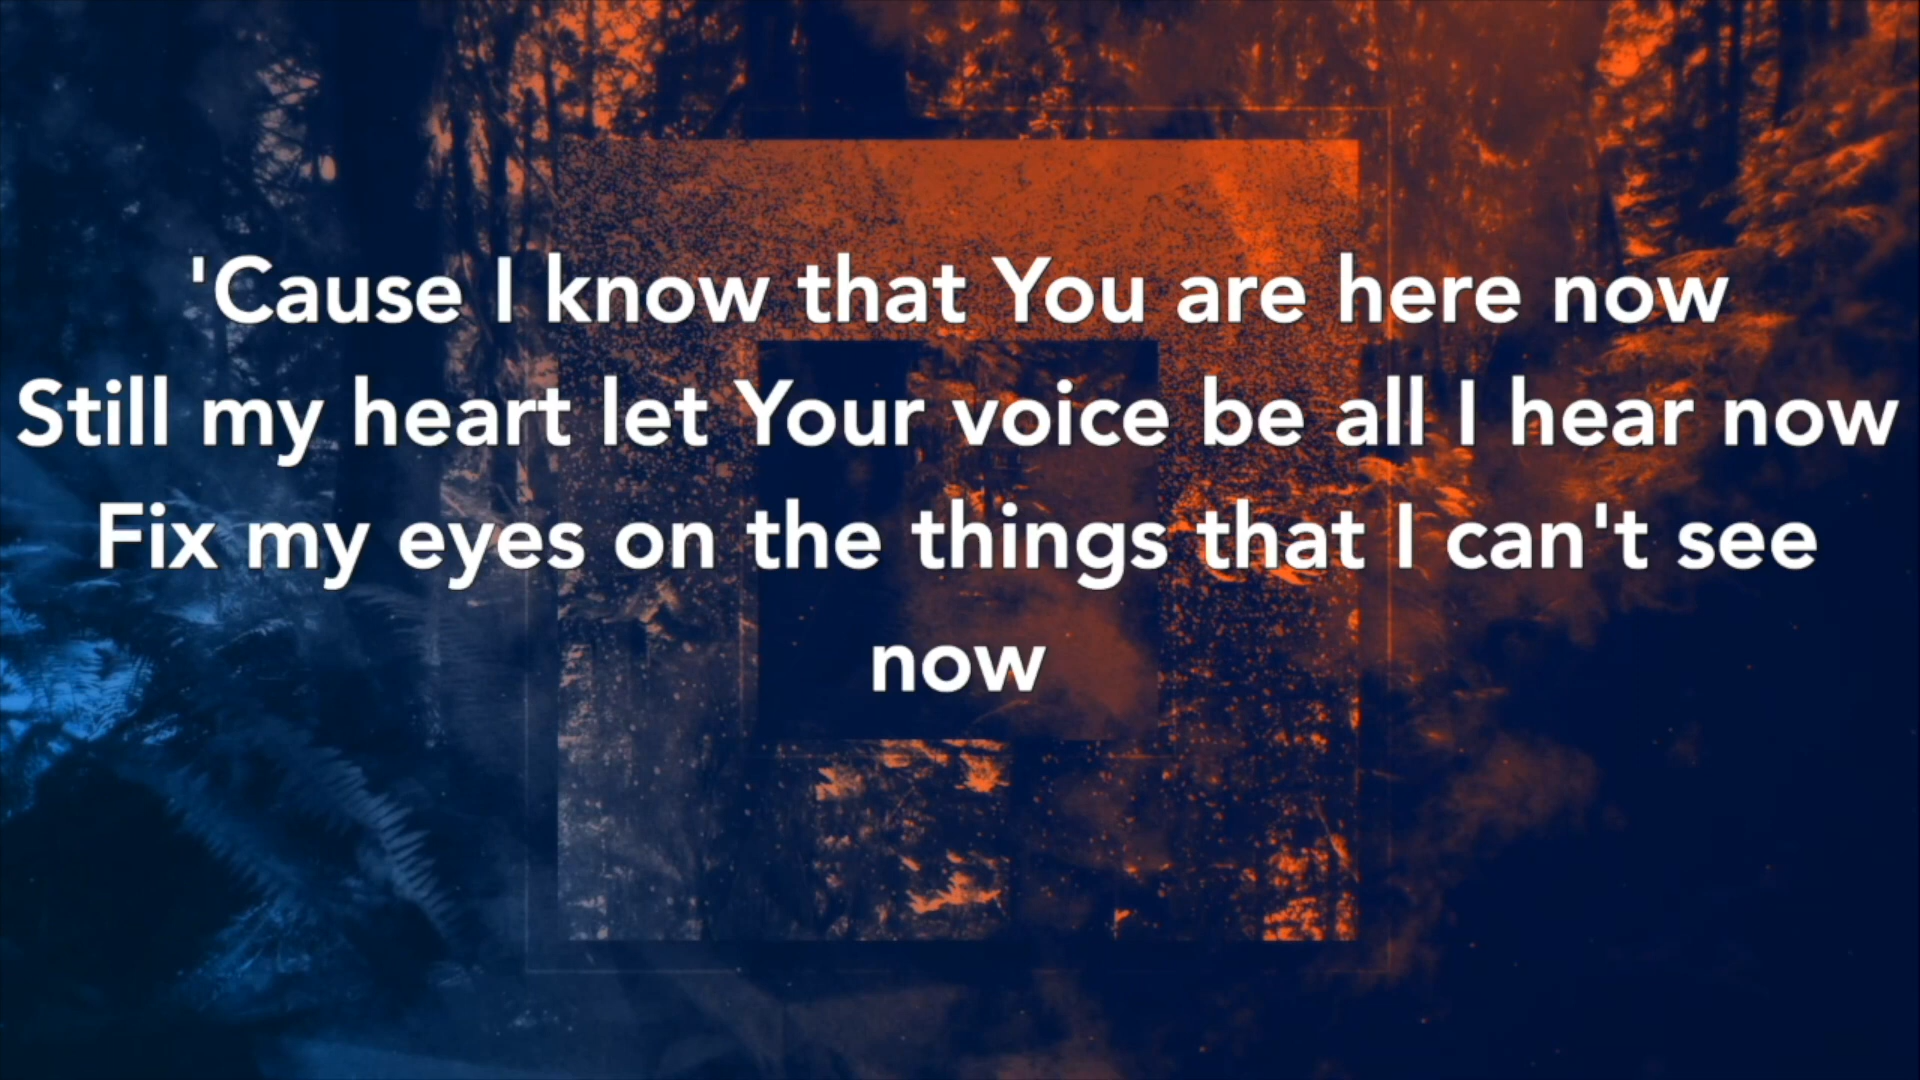 'Cause I know that You are here now
Still my heart let Your voice be all I hear now
Fix my eyes on the things that I can't see
now